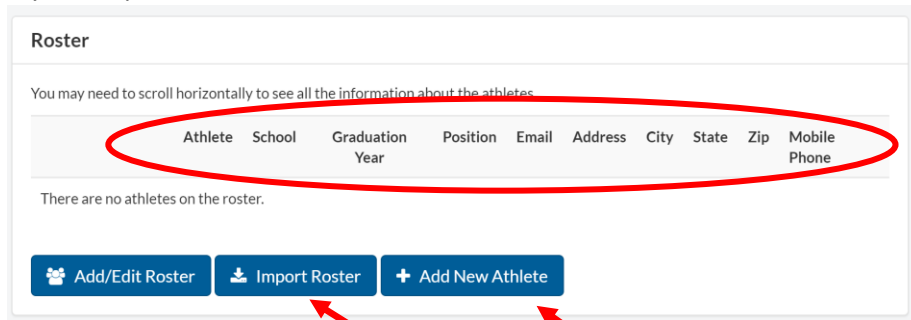 Roster
You may need to scroll horizontally to see all the information about the athletes.
Athlete School Graduation Year Position Email Address City State Zip Mobile Phone
There are no athletes on the roster.
Add/Edit Roster Import Roster Add New Athlete